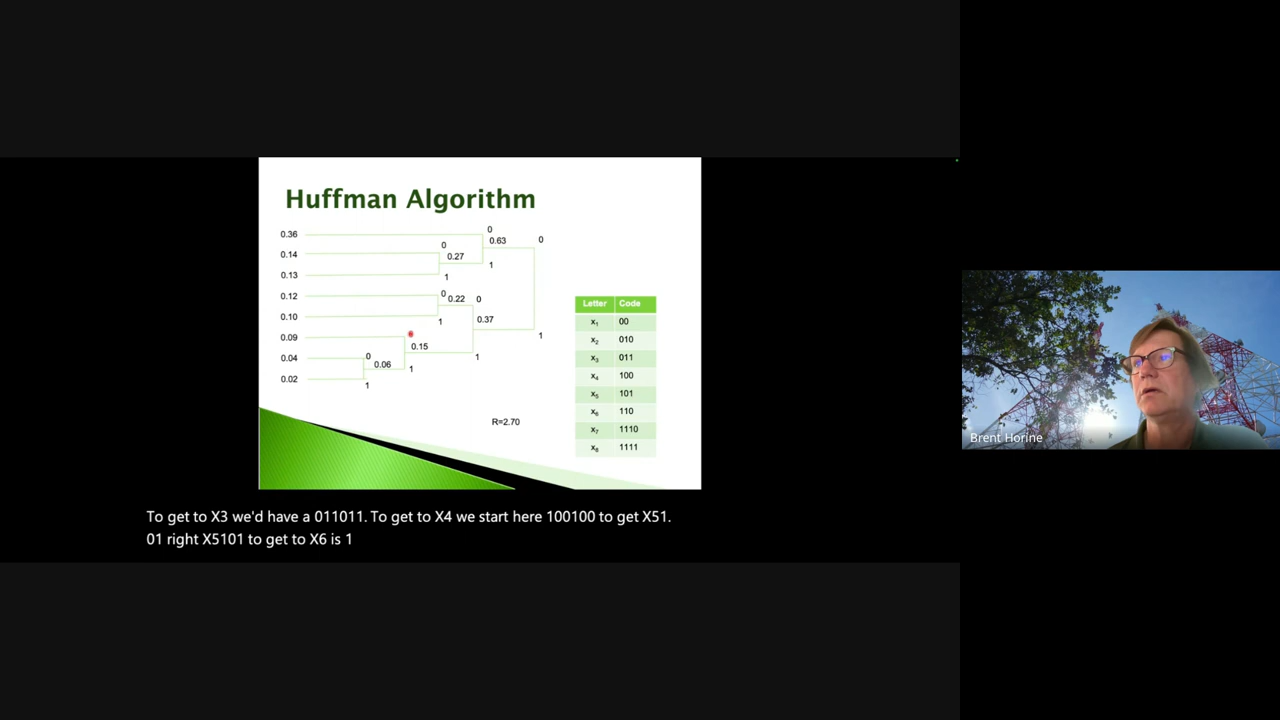 Huffman Algorithm
0.36
0
0.63
0
0.14
0
0.27
1
0.13
1
0.12
0
0.22
0
0.10
1
0.37
1
0.09
0.15
1
0.04
0
0.06
1
0.02
1
R=2.70
Letter Code
x1 00
x2 010
x3 011
x4 100
x5 101
x6 110
x7 1110
x8 1111
Brent Horine
To get to X3 we'd have a 011011. To get to X4 we start here 100100 to get X51.
01 right X5101 to get to X6 is 1